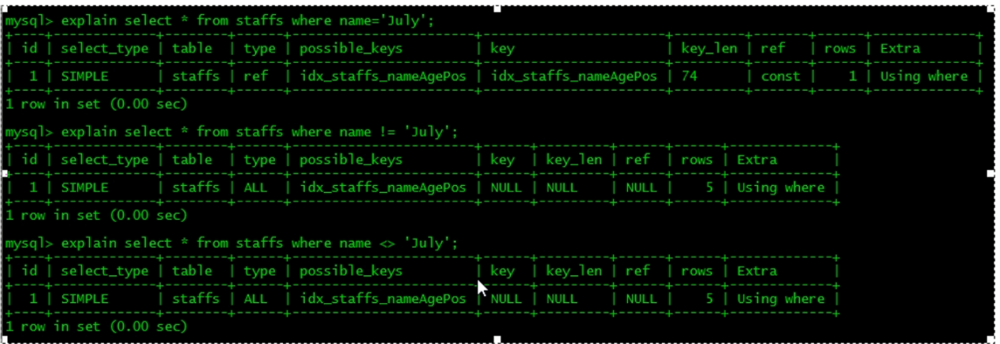 mysql> explain select * from staffs where name='July';
+----+-------------+--------+------+-----------------------+-----------------------+---------+-------+------+-------------+
| id | select_type | table  | type | possible_keys         | key                   | key_len | ref   | rows | Extra       |
+----+-------------+--------+------+-----------------------+-----------------------+---------+-------+------+-------------+
|  1 | SIMPLE      | staffs | ref  | idx_staffs_nameAgePos | idx_staffs_nameAgePos | 74      | const |    1 | Using where |
+----+-------------+--------+------+-----------------------+-----------------------+---------+-------+------+-------------+
1 row in set (0.00 sec)
mysql> explain select * from staffs where name != 'July';
+----+-------------+--------+------+-----------------------+------+---------+------+------+-------------+
| id | select_type | table  | type | possible_keys         | key  | key_len | ref  | rows | Extra       |
+----+-------------+--------+------+-----------------------+------+---------+------+------+-------------+
|  1 | SIMPLE      | staffs | ALL  | idx_staffs_nameAgePos | NULL | NULL    | NULL |    5 | Using where |
+----+-------------+--------+------+-----------------------+------+---------+------+------+-------------+
1 row in set (0.00 sec)
mysql> explain select * from staffs where name <> 'July';
+----+-------------+--------+------+-----------------------+------+---------+------+------+-------------+
| id | select_type | table  | type | possible_keys         | key  | key_len | ref  | rows | Extra       |
+----+-------------+--------+------+-----------------------+------+---------+------+------+-------------+
|  1 | SIMPLE      | staffs | ALL  | idx_staffs_nameAgePos | NULL | NULL    | NULL |    5 | Using where |
+----+-------------+--------+------+-----------------------+------+---------+------+------+-------------+
1 row in set (0.00 sec)